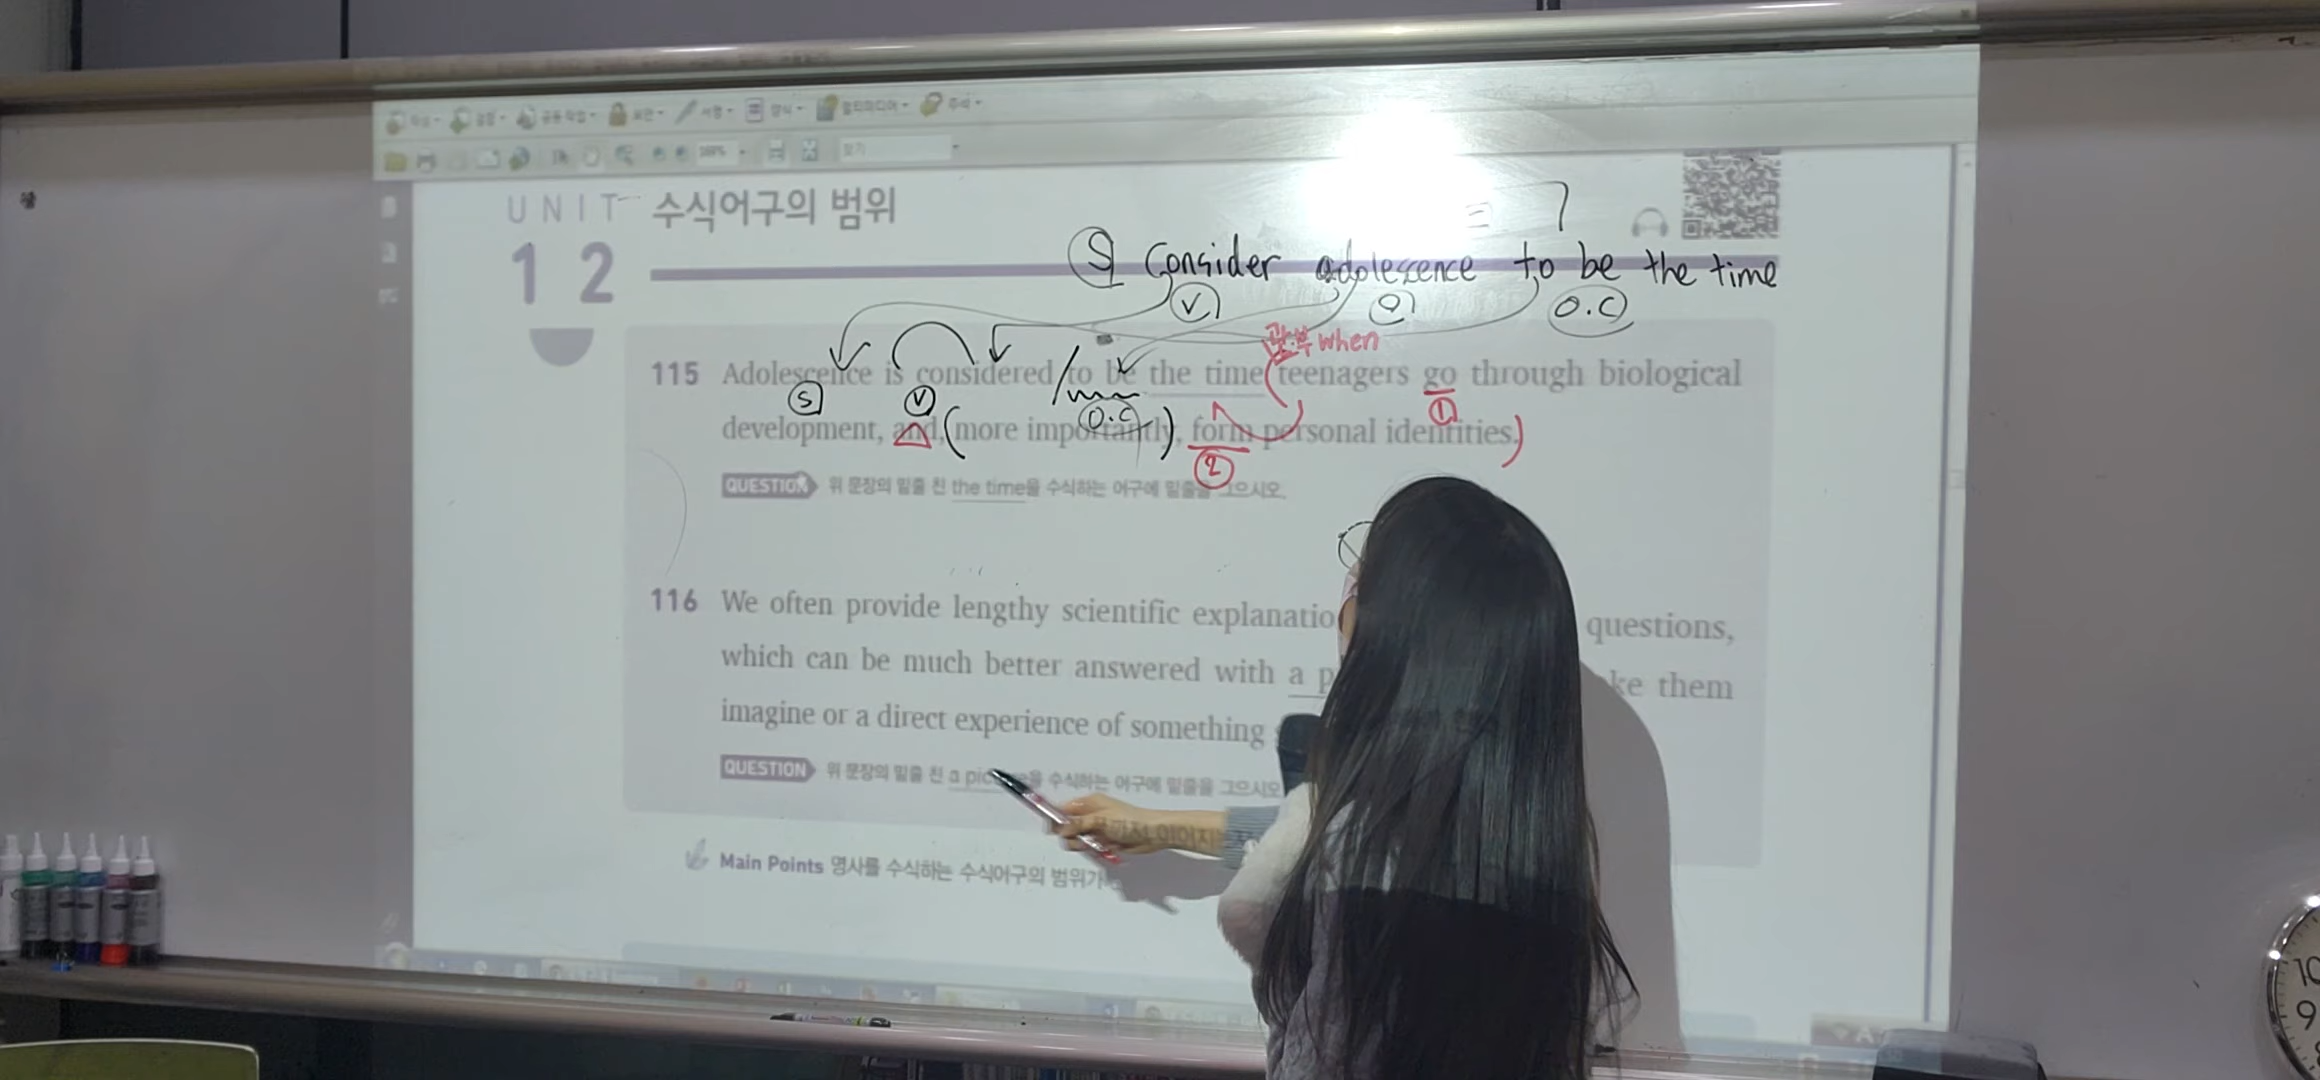 보기
UNIT 수식어구의 범위
12
S Consider adolescence to be the time
V O O.C
관·부 when
115 Adolescence is considered to be the time teenagers go through biological
S V O.C 1
development, and, (more importantly, ) form personal identities.)
2
QUESTION 위 문장의 밑줄 친 the time을 수식하는 어구에 밑줄을 그으시오.
116 We often provide lengthy scientific questions,
which can be much better answered with a them
imagine or a direct experience of something
QUESTION 위 문장의 밑줄 친 a 수식하는 어구에 밑줄을 그으시오
Main Points 명사를 수식하는 수식어구의 범위가
10
9